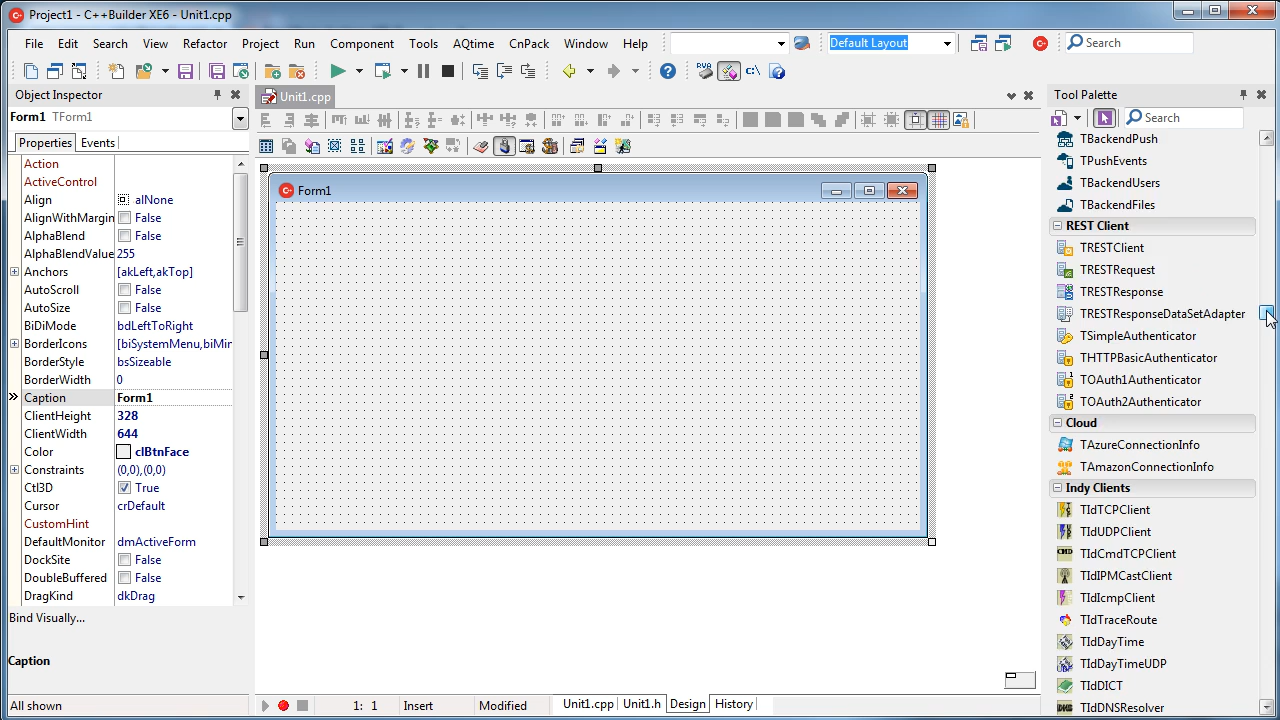 Project1 - C++Builder XE6 - Unit1.cpp
File Edit Search View Refactor Project Run Component Tools AQtime CnPack Window Help
Default Layout
Search
Object Inspector
Form1 TForm1
Properties Events
Action
ActiveControl
Align alNone
AlignWithMargin False
AlphaBlend False
AlphaBlendValue 255
Anchors [akLeft,akTop]
AutoScroll False
AutoSize False
BiDiMode bdLeftToRight
BorderIcons [biSystemMenu,biMin
BorderStyle bsSizeable
BorderWidth 0
Caption Form1
ClientHeight 328
ClientWidth 644
Color clBtnFace
Constraints (0,0),(0,0)
Ctl3D True
Cursor crDefault
CustomHint
DefaultMonitor dmActiveForm
DockSite False
DoubleBuffered False
DragKind dkDrag
Bind Visually...
Caption
All shown
Unit1.cpp
Form1
1: 1 Insert Modified Unit1.cpp Unit1.h Design History
Tool Palette
Search
TBackendPush
TPushEvents
TBackendUsers
TBackendFiles
REST Client
TRESTClient
TRESTRequest
TRESTResponse
TRESTResponseDataSetAdapter
TSimpleAuthenticator
THTTPBasicAuthenticator
TOAuth1Authenticator
TOAuth2Authenticator
Cloud
TAzureConnectionInfo
TAmazonConnectionInfo
Indy Clients
TIdTCPClient
TIdUDPClient
TIdCmdTCPClient
TIdIPMCastClient
TIdIcmpClient
TIdTraceRoute
TIdDayTime
TIdDayTimeUDP
TIdDICT
TIdDNSResolver